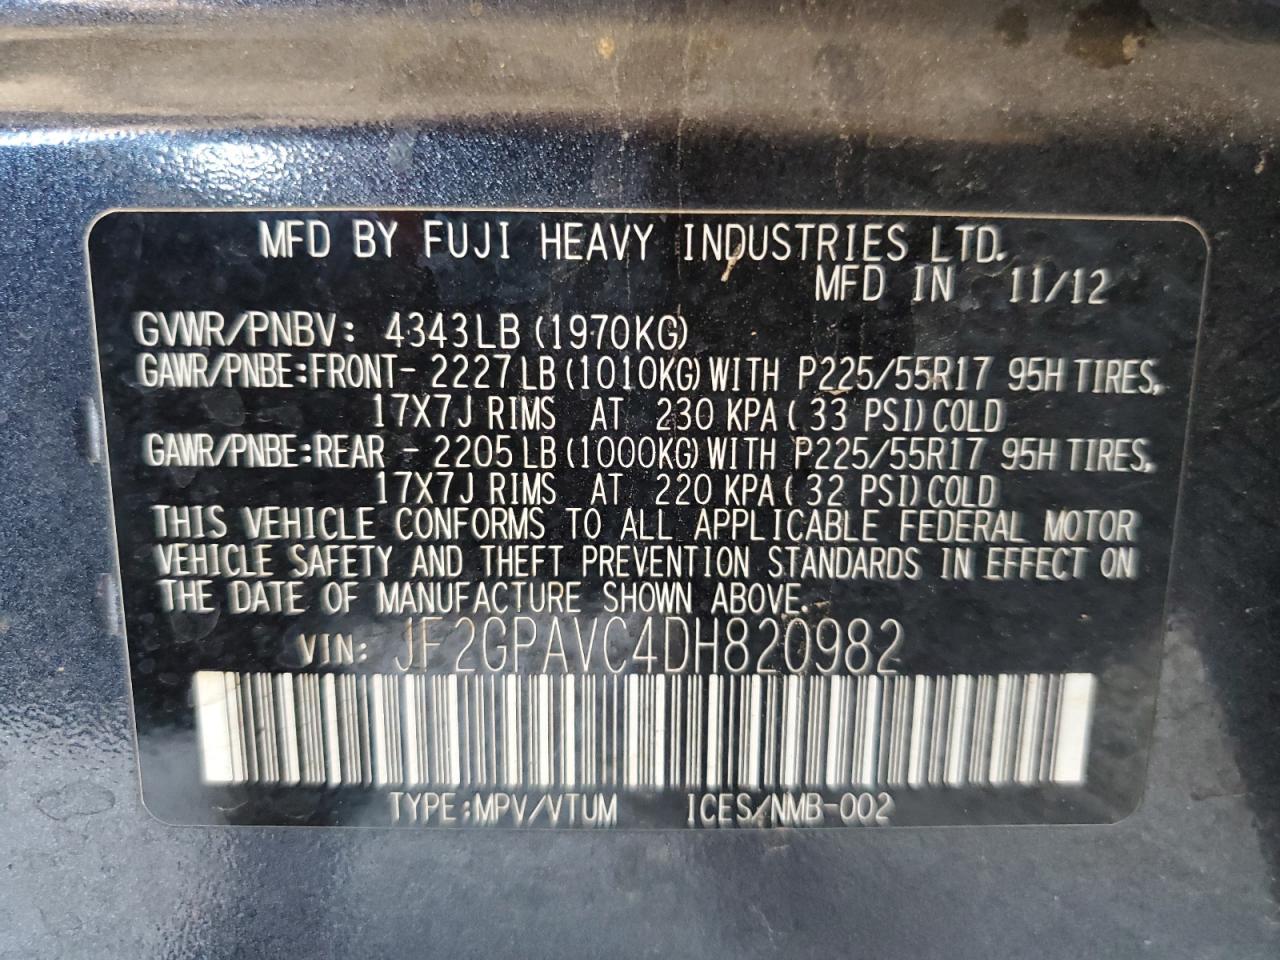 MFD BY FUJI HEAVY INDUSTRIES LTD.
MFD IN 11/12
GVWR/PNBV: 4343LB (1970KG)
GAWR/PNBE:FRONT- 2227LB(1010KG)WITH P225/55R17 95H TIRES,
17X7J RIMS AT 230 KPA( 33 PSI)COLD
GAWR/PNBE:REAR - 2205LB(1000KG)WITH P225/55R17 95H TIRES,
17X7J RIMS AT 220 KPA( 32 PSI)COLD
THIS VEHICLE CONFORMS TO ALL APPLICABLE FEDERAL MOTOR
VEHICLE SAFETY AND THEFT PREVENTION STANDARDS IN EFFECT ON
THE DATE OF MANUFACTURE SHOWN ABOVE.
VIN: JF2GPAVC4DH820982
TYPE:MPV/VTUM ICES/NMB-002